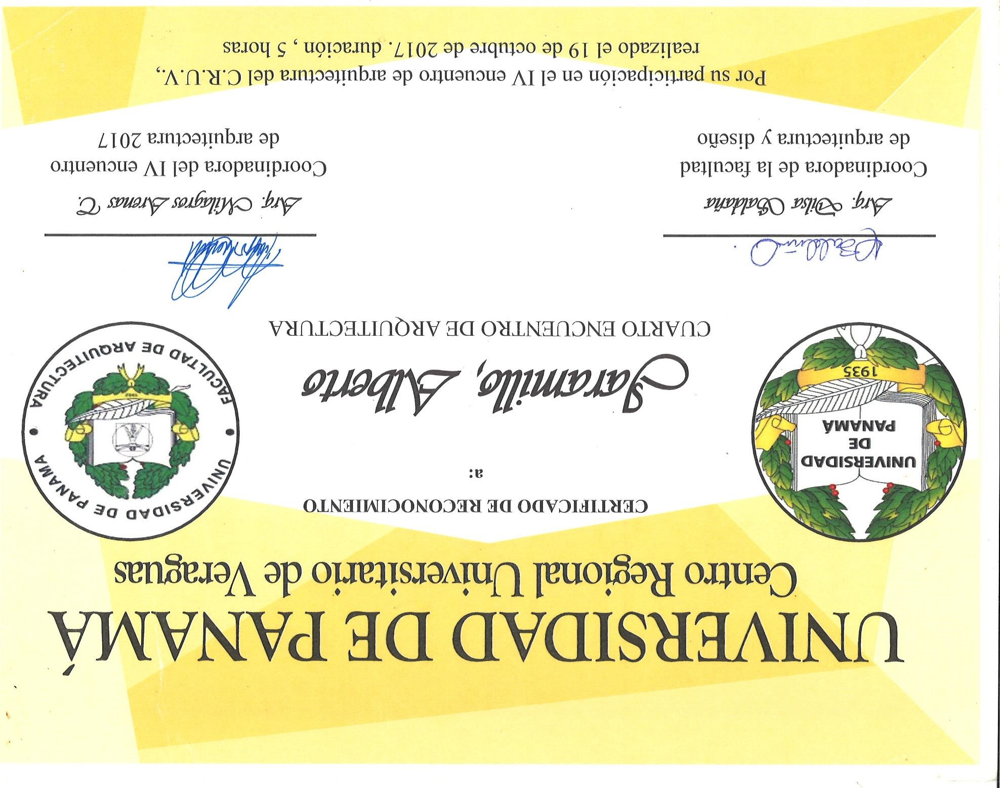 UNIVERSIDAD DE PANAMÁ
Centro Regional Universitario de Veraguas
CERTIFICADO DE RECONOCIMIENTO
a:
Jaramillo, Alberto
CUARTO ENCUENTRO DE ARQUITECTURA
UNIVERSIDAD
DE
PANAMÁ
1935
UNIVERSIDAD DE PANAMA
FACULTAD DE ARQUITECTURA
1962
Arq. Dilsa Saldaña
Coordinadora de la facultad
de arquitectura y diseño
Arq. Milagros Arenas T.
Coordinadora del IV encuentro
de arquitectura 2017
Por su participación en el IV encuentro de arquitectura del C.R.U.V.,
realizado el 19 de octubre de 2017. duración , 5 horas